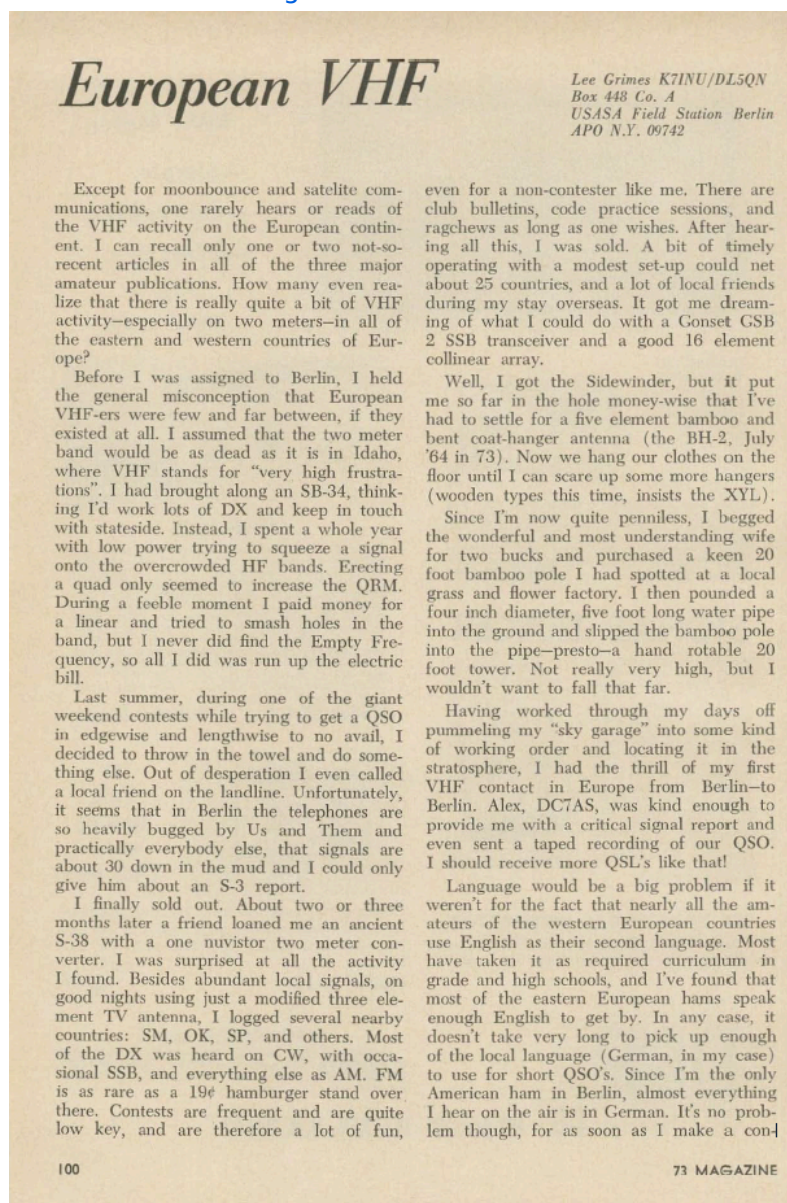 European VHF
Lee Grimes K7INU/DL5QN
Box 448 Co. A
USASA Field Station Berlin
APO N.Y. 09742
Except for moonbounce and satelite com-
munications, one rarely hears or reads of
the VHF activity on the European contin-
ent. I can recall only one or two not-so-
recent articles in all of the three major
amateur publications. How many even rea-
lize that there is really quite a bit of VHF
activity—especially on two meters—in all of
the eastern and western countries of Eur-
ope?
Before I was assigned to Berlin, I held
the general misconception that European
VHF-ers were few and far between, if they
existed at all. I assumed that the two meter
band would be as dead as it is in Idaho,
where VHF stands for "very high frustra-
tions". I had brought along an SB-34, think-
ing I'd work lots of DX and keep in touch
with stateside. Instead, I spent a whole year
with low power trying to squeeze a signal
onto the overcrowded HF bands. Erecting
a quad only seemed to increase the QRM.
During a feeble moment I paid money for
a linear and tried to smash holes in the
band, but I never did find the Empty Fre-
quency, so all I did was run up the electric
bill.
Last summer, during one of the giant
weekend contests while trying to get a QSO
in edgewise and lengthwise to no avail, I
decided to throw in the towel and do some-
thing else. Out of desperation I even called
a local friend on the landline. Unfortunately,
it seems that in Berlin the telephones are
so heavily bugged by Us and Them and
practically everybody else, that signals are
about 30 down in the mud and I could only
give him about an S-3 report.
I finally sold out. About two or three
months later a friend loaned me an ancient
S-38 with a one nuvistor two meter con-
verter. I was surprised at all the activity
I found. Besides abundant local signals, on
good nights using just a modified three ele-
ment TV antenna, I logged several nearby
countries: SM, OK, SP, and others. Most
of the DX was heard on CW, with occa-
sional SSB, and everything else as AM. FM
is as rare as a 19¢ hamburger stand over
there. Contests are frequent and are quite
low key, and are therefore a lot of fun,
even for a non-contester like me. There are
club bulletins, code practice sessions, and
ragchews as long as one wishes. After hear-
ing all this, I was sold. A bit of timely
operating with a modest set-up could net
about 25 countries, and a lot of local friends
during my stay overseas. It got me dream-
ing of what I could do with a Gonset GSB
2 SSB transceiver and a good 16 element
collinear array.
Well, I got the Sidewinder, but it put
me so far in the hole money-wise that I've
had to settle for a five element bamboo and
bent coat-hanger antenna (the BH-2, July
'64 in 73). Now we hang our clothes on the
floor until I can scare up some more hangers
(wooden types this time, insists the XYL).
Since I'm now quite penniless, I begged
the wonderful and most understanding wife
for two bucks and purchased a keen 20
foot bamboo pole I had spotted at a local
grass and flower factory. I then pounded a
four inch diameter, five foot long water pipe
into the ground and slipped the bamboo pole
into the pipe—presto—a hand rotable 20
foot tower. Not really very high, but I
wouldn't want to fall that far.
Having worked through my days off
pummeling my "sky garage" into some kind
of working order and locating it in the
stratosphere, I had the thrill of my first
VHF contact in Europe from Berlin—to
Berlin. Alex, DC7AS, was kind enough to
provide me with a critical signal report and
even sent a taped recording of our QSO.
I should receive more QSL's like that!
Language would be a big problem if it
weren't for the fact that nearly all the am-
ateurs of the western European countries
use English as their second language. Most
have taken it as required curriculum in
grade and high schools, and I've found that
most of the eastern European hams speak
enough English to get by. In any case, it
doesn't take very long to pick up enough
of the local language (German, in my case)
to use for short QSO's. Since I'm the only
American ham in Berlin, almost everything
I hear on the air is in German. It's no prob-
lem though, for as soon as I make a con-
100
73 MAGAZINE